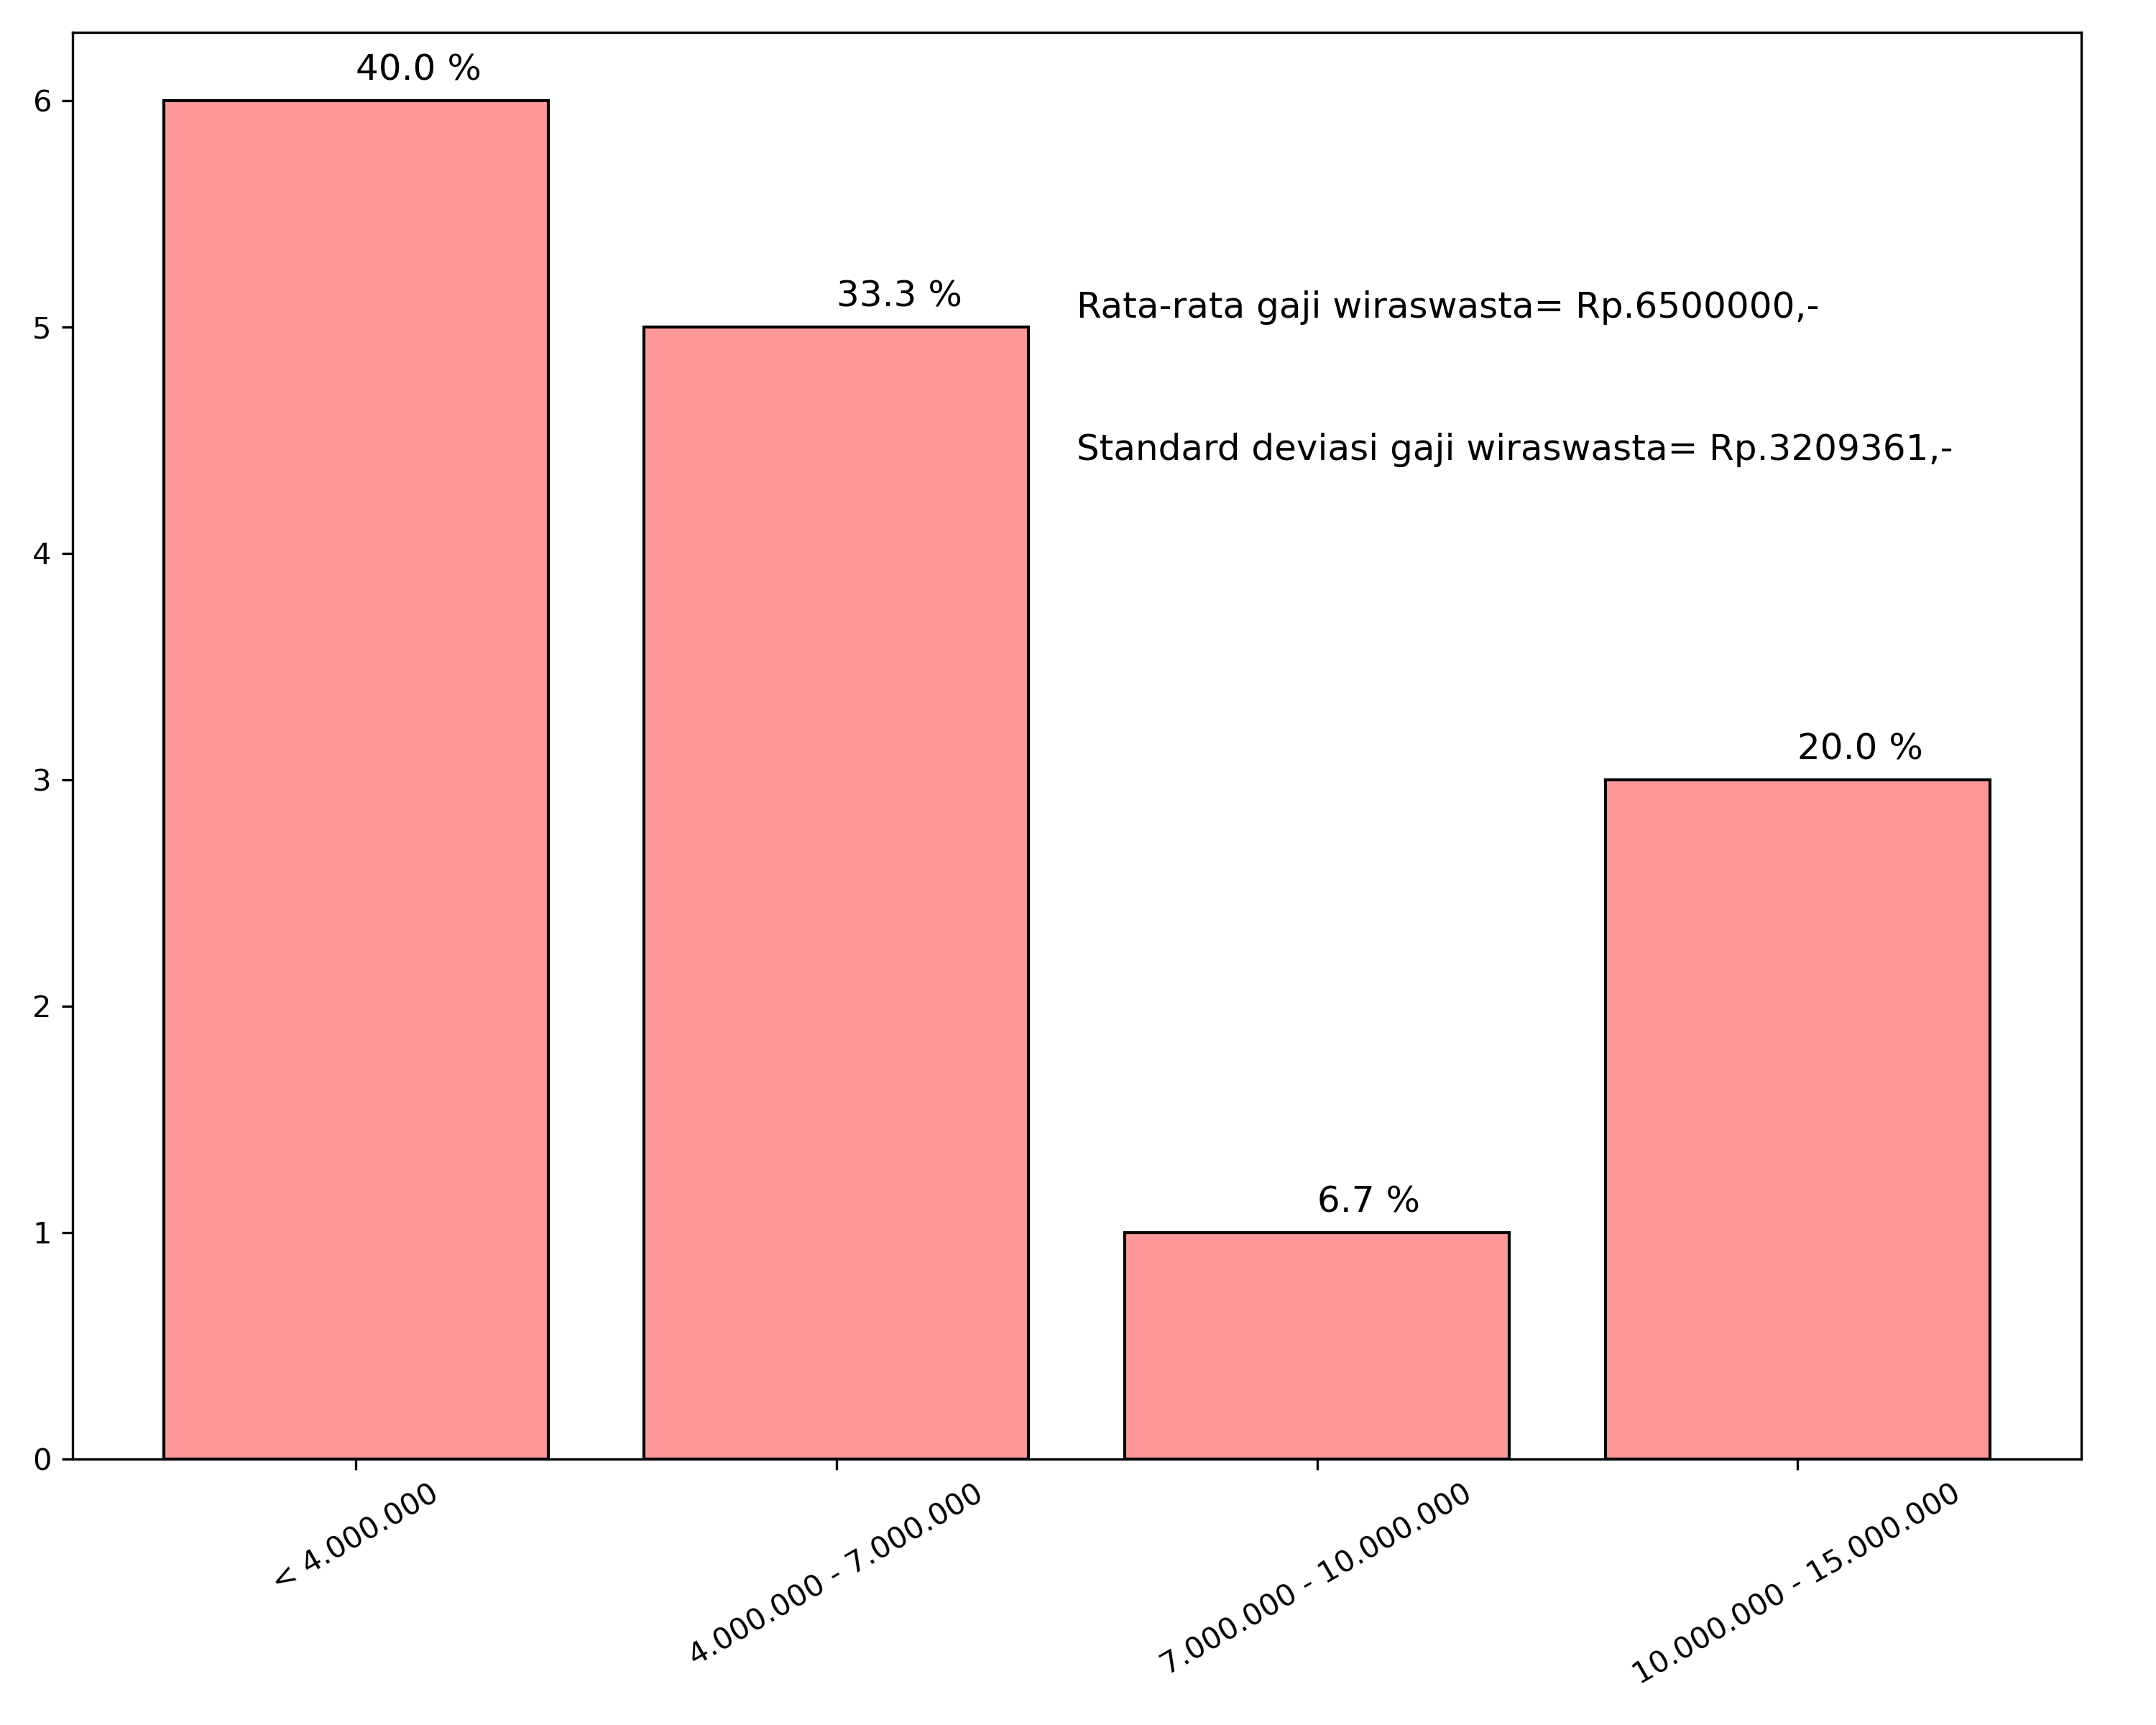 40.0 %
6
33.3 %
Rata-rata gaji wiraswasta= Rp.6500000,-
5
Standard deviasi gaji wiraswasta= Rp.3209361,-
4
20.0 %
3
2
6.7 %
1
0
< 4.000.000
4.000.000 - 7.000.000
7.000.000 - 10.000.000
10.000.000 - 15.000.000